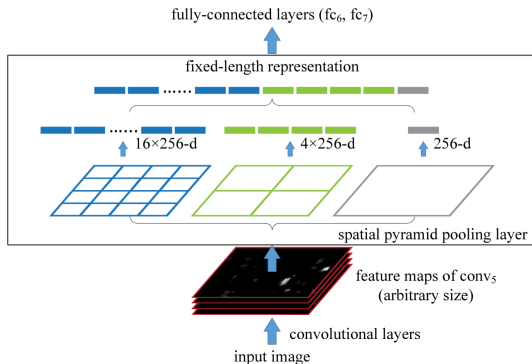 fully-connected layers (fc₆, fc₇)
fixed-length representation
......
......
16×256-d
4×256-d
256-d
spatial pyramid pooling layer
feature maps of conv₅
(arbitrary size)
convolutional layers
input image